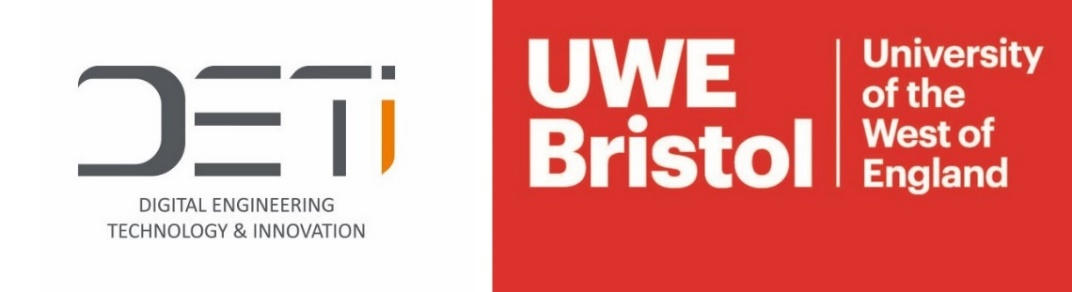 DETi
DIGITAL ENGINEERING
TECHNOLOGY & INNOVATION
UWE
Bristol
University
of the
West of
England